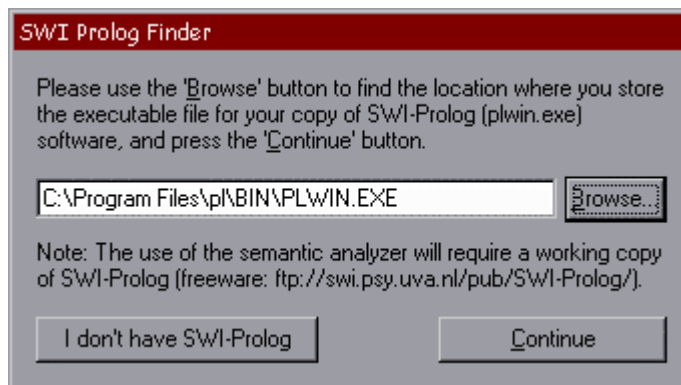 SWI Prolog Finder
Please use the 'Browse' button to find the location where you store
the executable file for your copy of SWI-Prolog (plwin.exe)
software, and press the 'Continue' button.
C:\Program Files\pl\BIN\PLWIN.EXE
Browse...
Note: The use of the semantic analyzer will require a working copy
of SWI-Prolog (freeware: ftp://swi.psy.uva.nl/pub/SWI-Prolog/).
I don't have SWI-Prolog
Continue